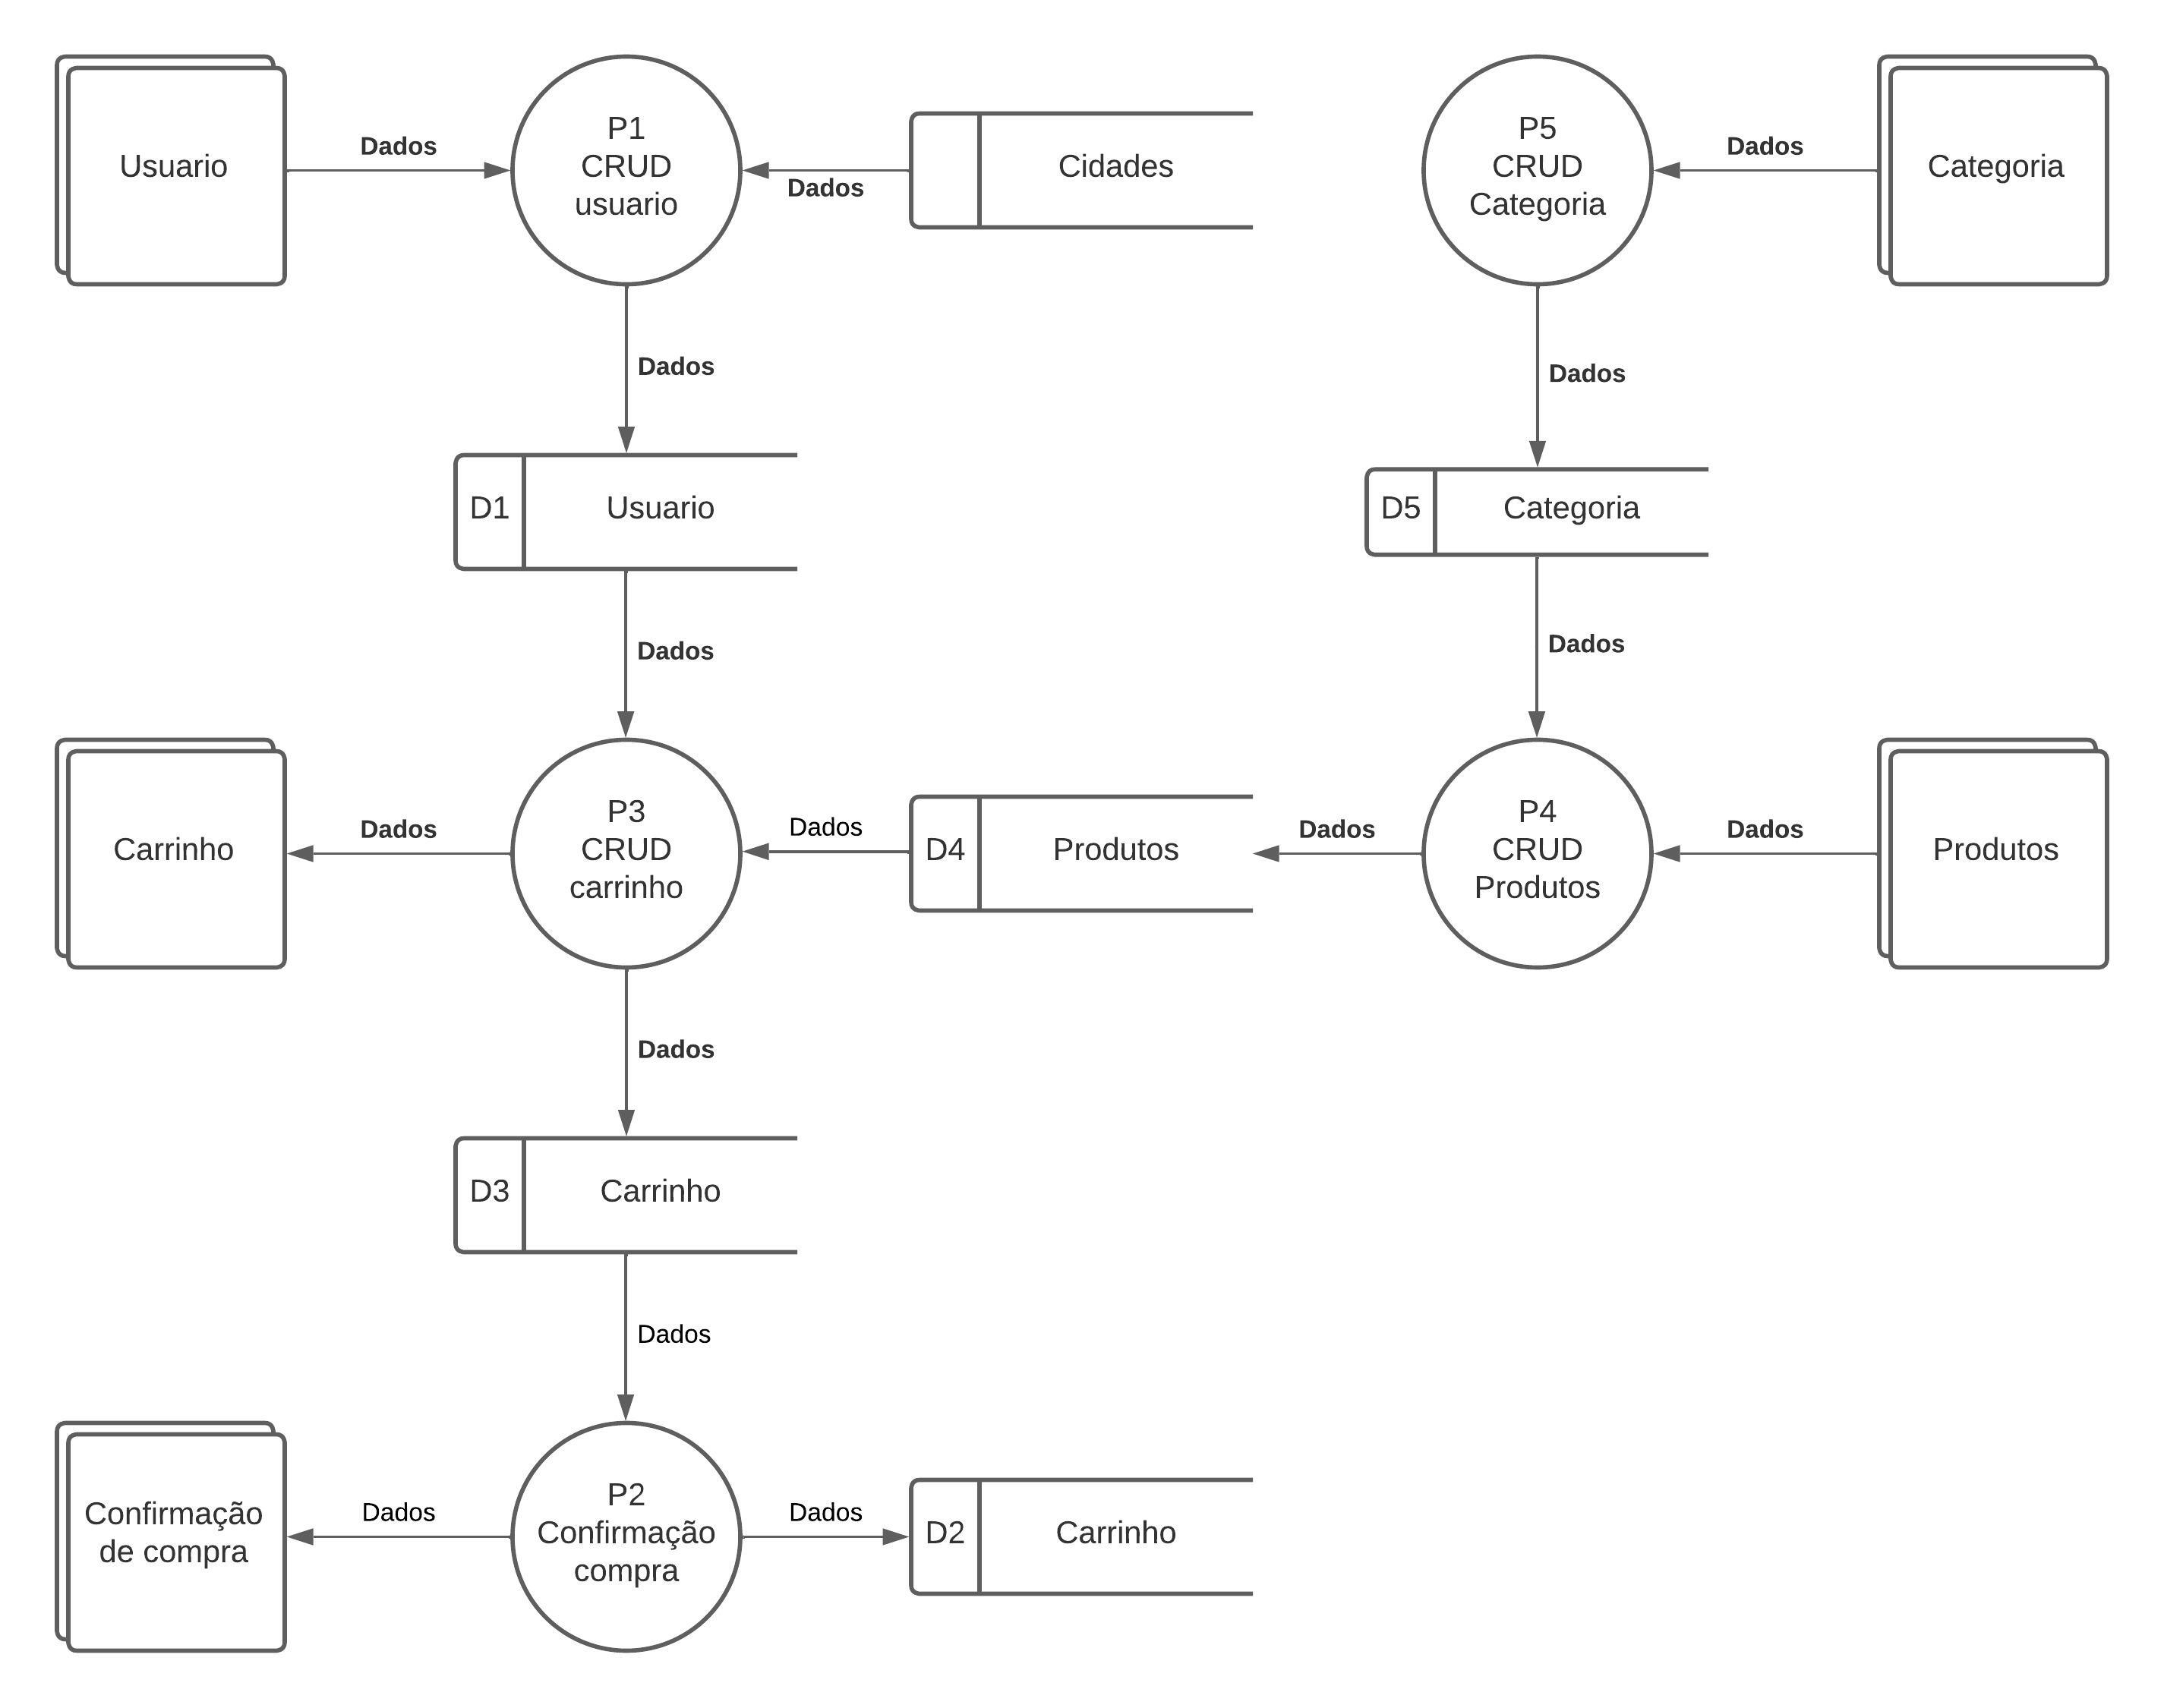 Usuario
Dados
P1
CRUD
usuario
Dados
Cidades
P5
CRUD
Categoria
Dados
Categoria
Dados
Dados
D1
Usuario
D5
Categoria
Dados
Dados
Carrinho
Dados
P3
CRUD
carrinho
Dados
D4
Produtos
Dados
P4
CRUD
Produtos
Dados
Produtos
Dados
D3
Carrinho
Dados
Confirmação
de compra
Dados
P2
Confirmação
compra
Dados
D2
Carrinho